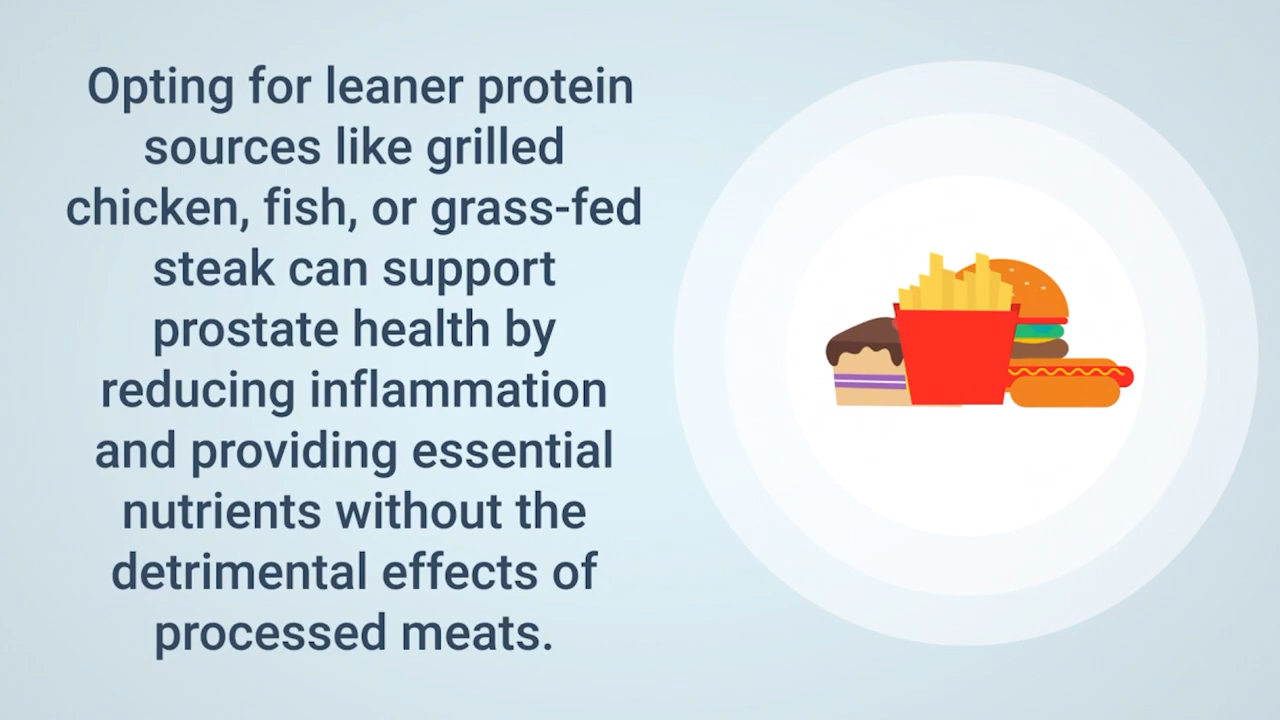 Opting for leaner protein
sources like grilled
chicken, fish, or grass-fed
steak can support
prostate health by
reducing inflammation
and providing essential
nutrients without the
detrimental effects of
processed meats.